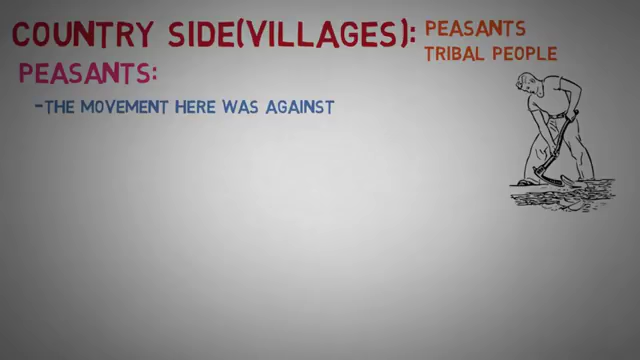 COUNTRY SIDE(VILLAGES):
PEASANTS
TRIBAL PEOPLE
PEASANTS:
-THE MOVEMENT HERE WAS AGAINST